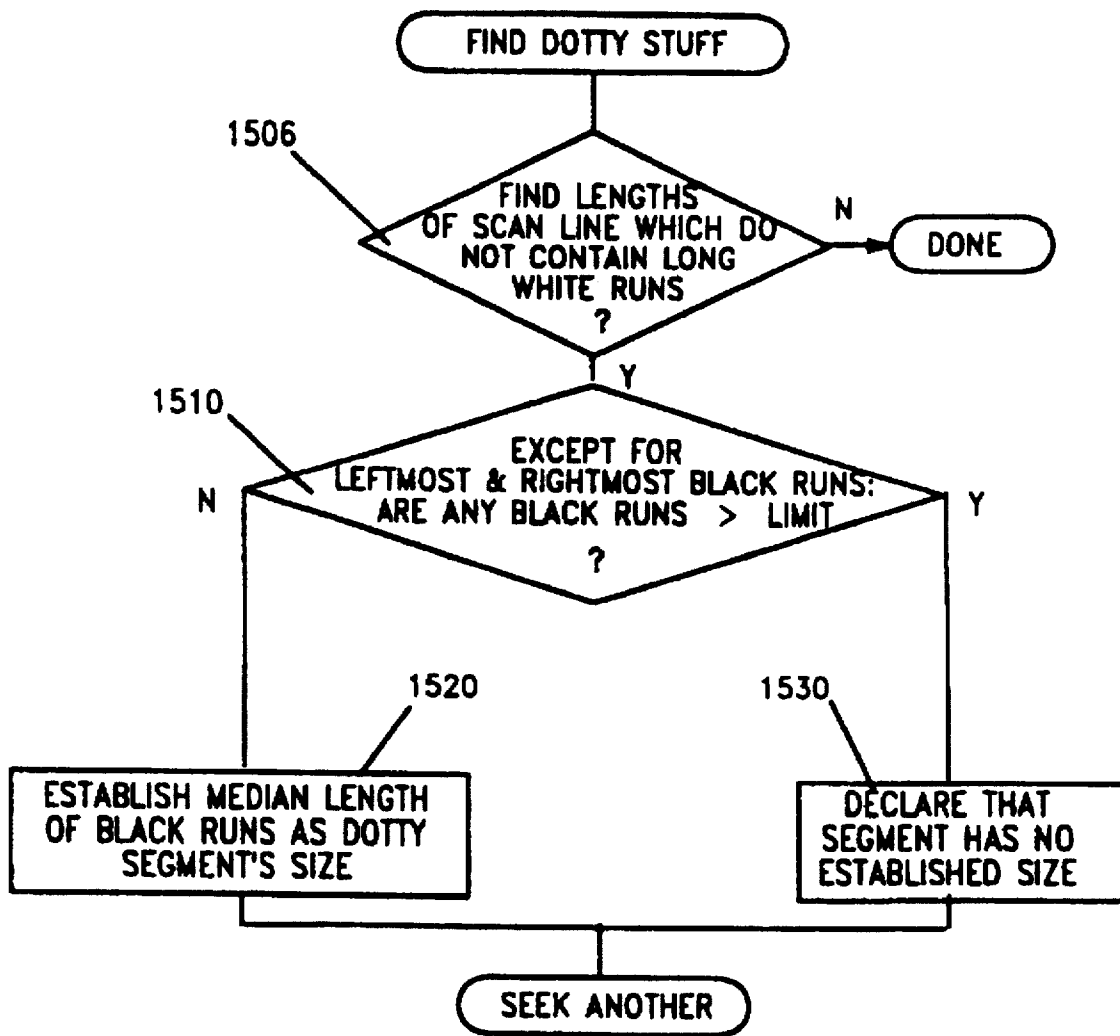 FIND DOTTY STUFF
1506
FIND LENGTHS
OF SCAN LINE WHICH DO
NOT CONTAIN LONG
WHITE RUNS
?
N
DONE
Y
1510
EXCEPT FOR
LEFTMOST & RIGHTMOST BLACK RUNS:
ARE ANY BLACK RUNS > LIMIT
?
N
Y
1520
1530
ESTABLISH MEDIAN LENGTH
OF BLACK RUNS AS DOTTY
SEGMENT'S SIZE
DECLARE THAT
SEGMENT HAS NO
ESTABLISHED SIZE
SEEK ANOTHER